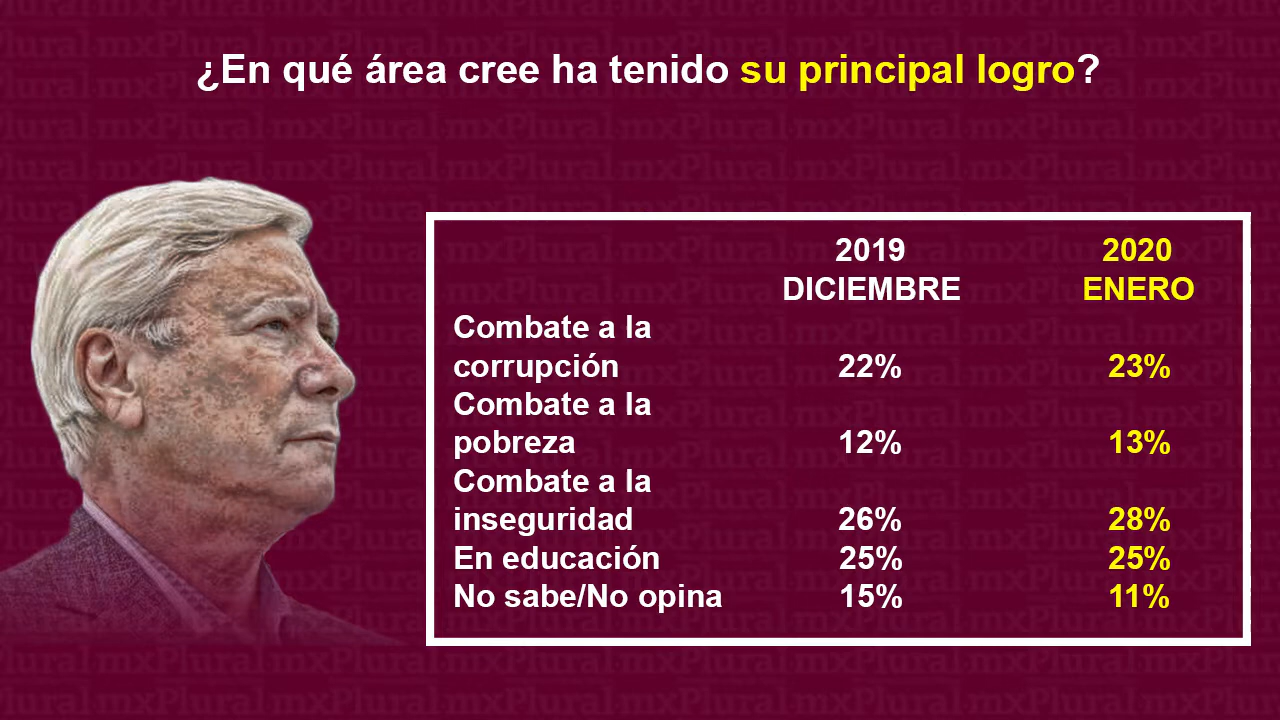 ¿En qué área cree ha tenido su principal logro?
2019 2020
DICIEMBRE ENERO
Combate a la
corrupción 22% 23%
Combate a la
pobreza 12% 13%
Combate a la
inseguridad 26% 28%
En educación 25% 25%
No sabe/No opina 15% 11%